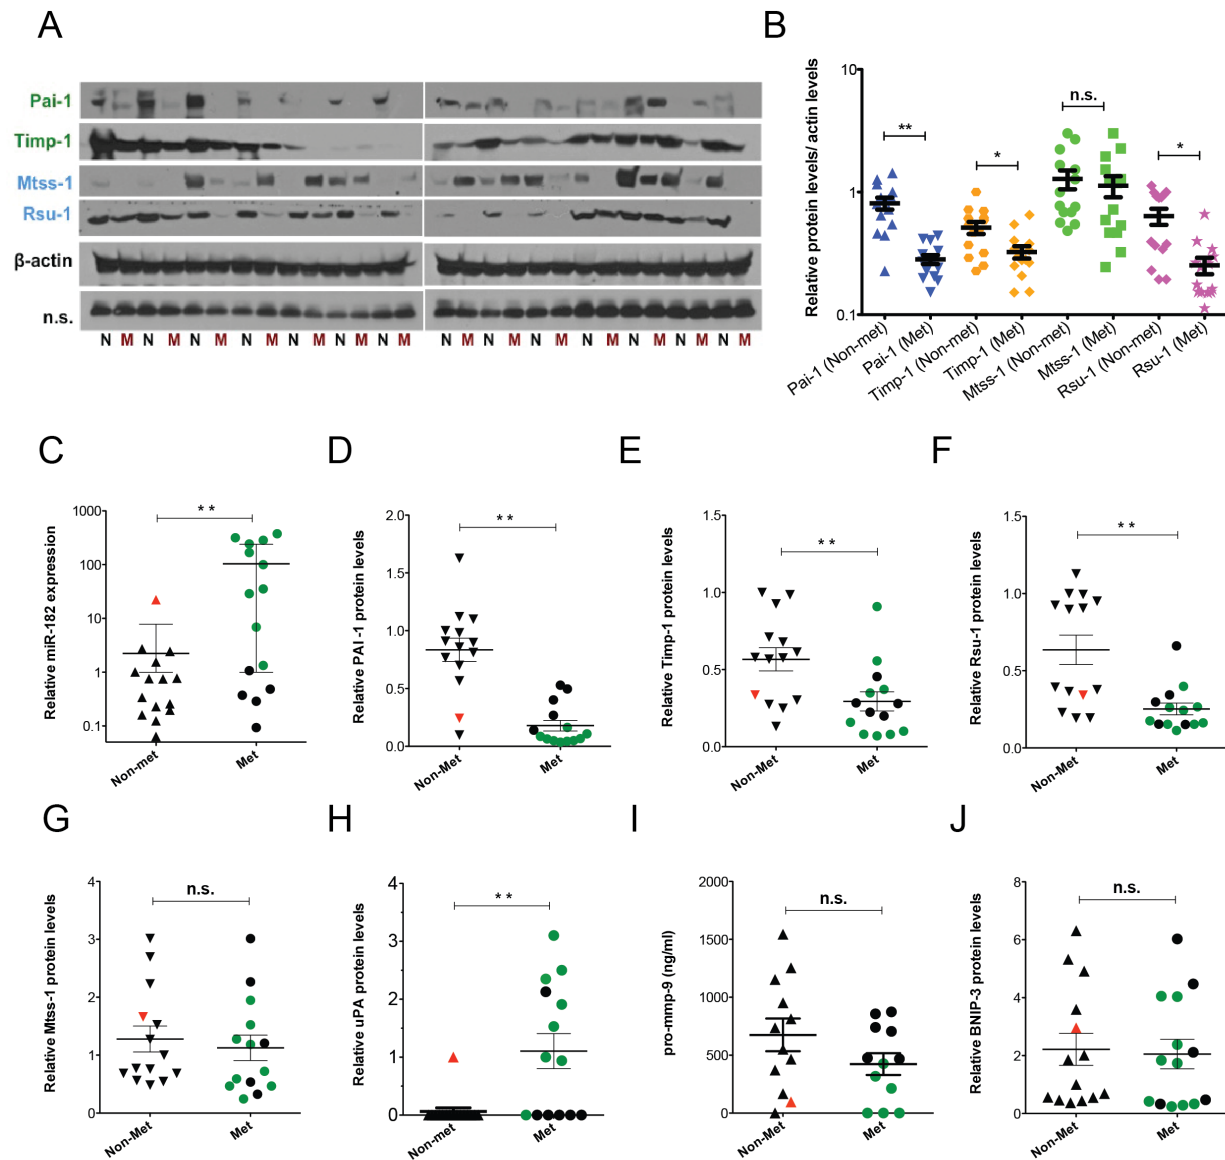 A
Pai-1
Timp-1
Mtss-1
Rsu-1
β-actin
n.s.
N M N M N M N M N M N M N M
N M N M N M N M N M N M N M
B
Relative protein levels/ actin levels
10
1
0.1
**
*
n.s.
*
Pai-1 (Non-met)
Pai-1 (Met)
Timp-1 (Non-met)
Timp-1 (Met)
Mtss-1 (Non-met)
Mtss-1 (Met)
Rsu-1 (Non-met)
Rsu-1 (Met)
C
Relative miR-182 expression
1000
100
10
1
0.1
* *
Non-met
Met
D
Relative PAI -1 protein levels
2.0
1.5
1.0
0.5
0.0
* *
Non-Met
Met
E
Relative Timp-1 protein levels
1.5
1.0
0.5
0.0
* *
Non-Met
Met
F
Relative Rsu-1 protein levels
1.5
1.0
0.5
0.0
* *
Non-Met
Met
G
Relative Mtss-1 protein levels
4
3
2
1
0
n.s.
Non-Met
Met
H
Relative uPA protein levels
4
3
2
1
0
* *
Non-met
Met
I
pro-mmp-9 (ng/ml)
2000
1500
1000
500
0
n.s.
Non-Met
Met
J
Relative BNIP-3 protein levels
8
6
4
2
0
n.s.
Non-Met
Met